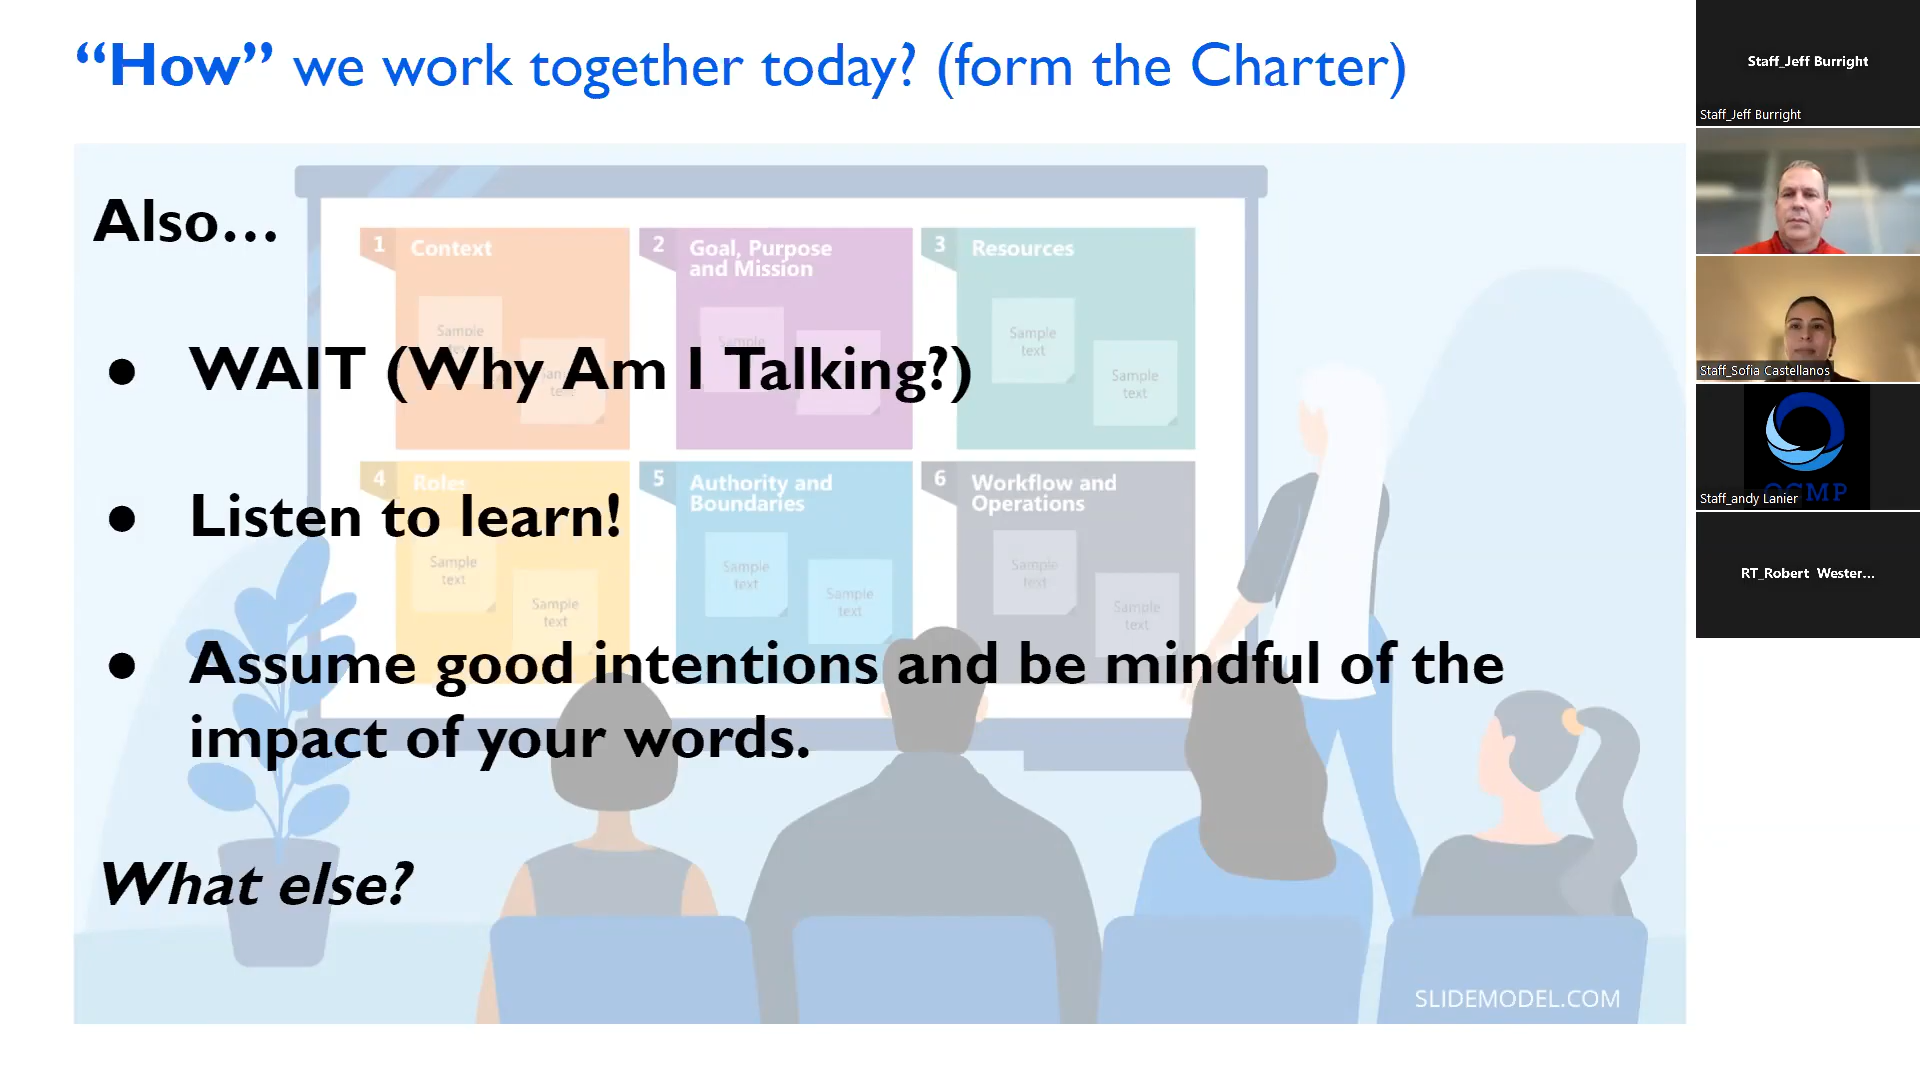 “How” we work together today? (form the Charter)
Also...
● WAIT (Why Am I Talking?)
● Listen to learn!
● Assume good intentions and be mindful of the
impact of your words.
What else?
1 Context
Sample
2 Goal, Purpose
and Mission
Sample
3 Resources
Sample
text
Sample
text
4 Roles
Sample
text
Sample
text
5 Authority and
Boundaries
Sample
text
Sample
text
6 Workflow and
Operations
Sample
text
Sample
text
SLIDEMODEL.COM
Staff_Jeff Burright
Staff_Jeff Burright
Staff_Sofia Castellanos
Staff_andy Lanier
RT_Robert Wester...